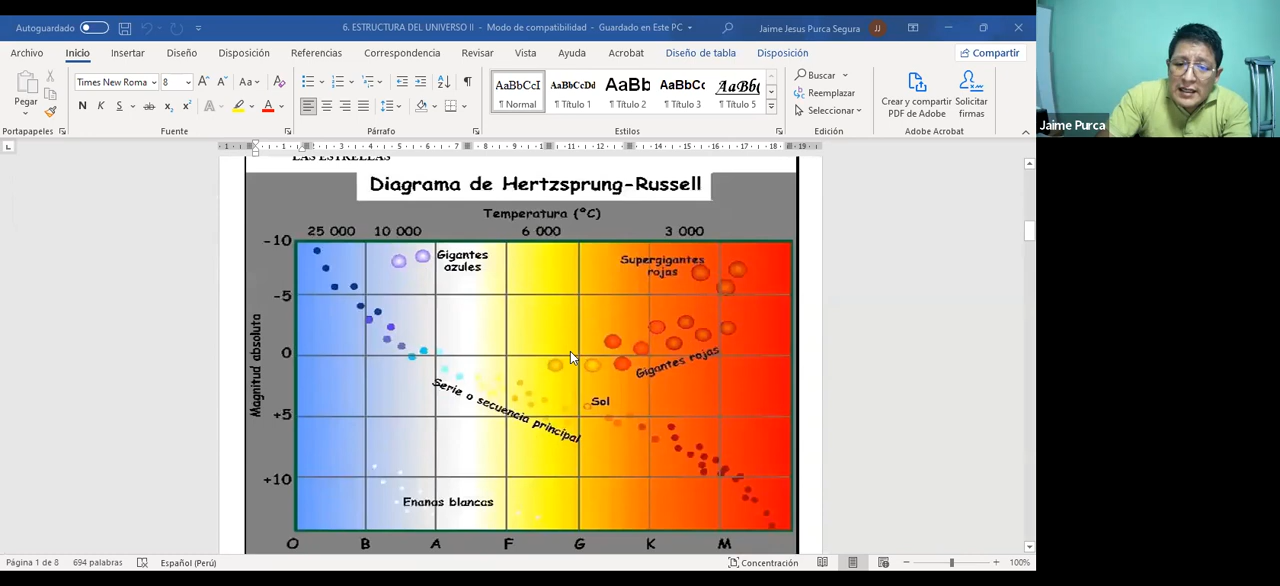 Autoguardado
6. ESTRUCTURA DEL UNIVERSO II - Modo de compatibilidad - Guardado en Este PC
Jaime Jesus Purca Segura
JJ
Archivo Inicio Insertar Diseño Disposición Referencias Correspondencia Revisar Vista Ayuda Acrobat Diseño de tabla Disposición
Compartir
Pegar
Times New Roma 8
AaBbCcI AaBbCcDd AaBb AaBbCc AaBb(
¶ Normal ¶ Título 1 ¶ Título 2 ¶ Título 3 ¶ Título 5
Buscar
Reemplazar
Seleccionar
Crear y compartir PDF de Adobe
Solicitar firmas
Portapapeles Fuente Párrafo Estilos Edición Adobe Acrobat
Jaime Purca
LAS ESTRELLAS
Diagrama de Hertzsprung-Russell
Temperatura (ºC)
25 000 10 000 6 000 3 000
Magnitud absoluta
-10
-5
0
+5
+10
Gigantes azules
Supergigantes rojas
Gigantes rojas
Serie o secuencia principal
Sol
Enanas blancas
O B A F G K M
Página 1 de 8 694 palabras Español (Perú) Concentración 100%